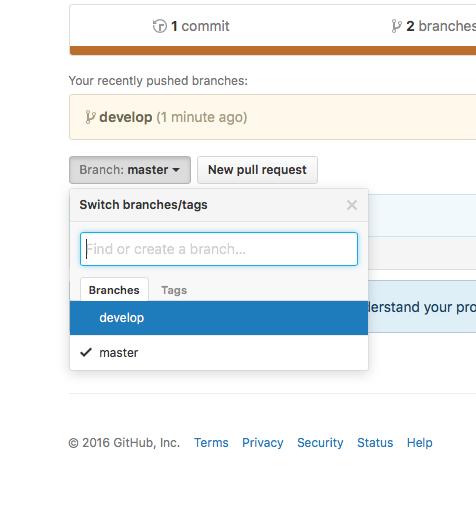 1 commit 2 branches
Your recently pushed branches:
develop (1 minute ago)
Branch: master New pull request
Switch branches/tags
Find or create a branch...
Branches Tags
develop
derstand your pro
master
© 2016 GitHub, Inc. Terms Privacy Security Status Help